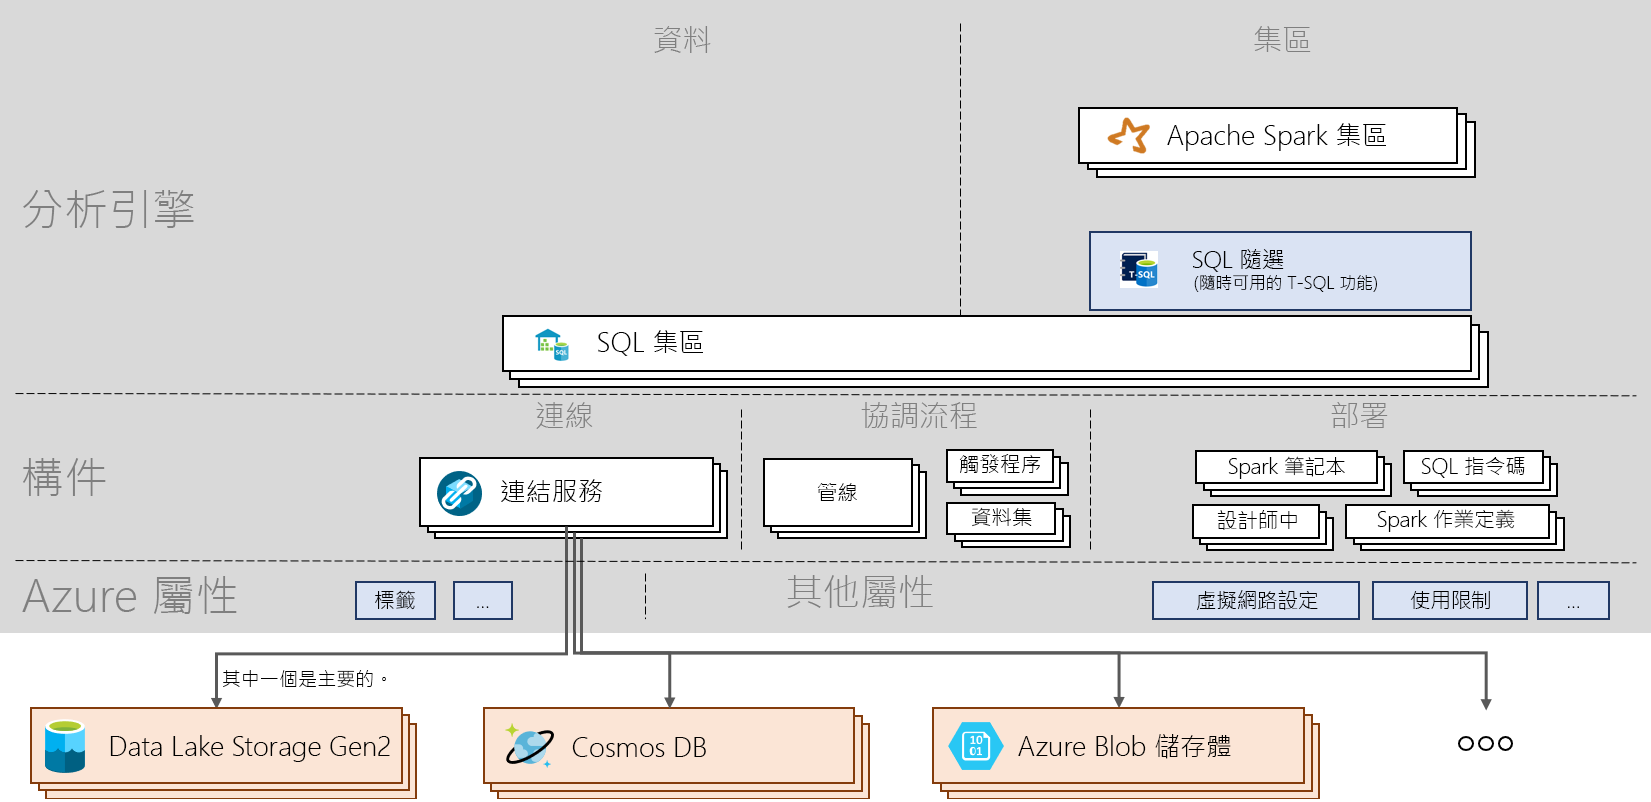 資料
集區
Apache Spark 集區
分析引擎
T-SQL
SQL 隨選
(隨時可用的 T-SQL 功能)
SQL
SQL 集區
連線
協調流程
部署
構件
連結服務
管線
觸發程序
資料集
Spark 筆記本
SQL 指令碼
設計師中
Spark 作業定義
Azure 屬性
標籤
...
其他屬性
虛擬網路設定
使用限制
...
其中一個是主要的。
Data Lake Storage Gen2
Cosmos DB
10
01
Azure Blob 儲存體